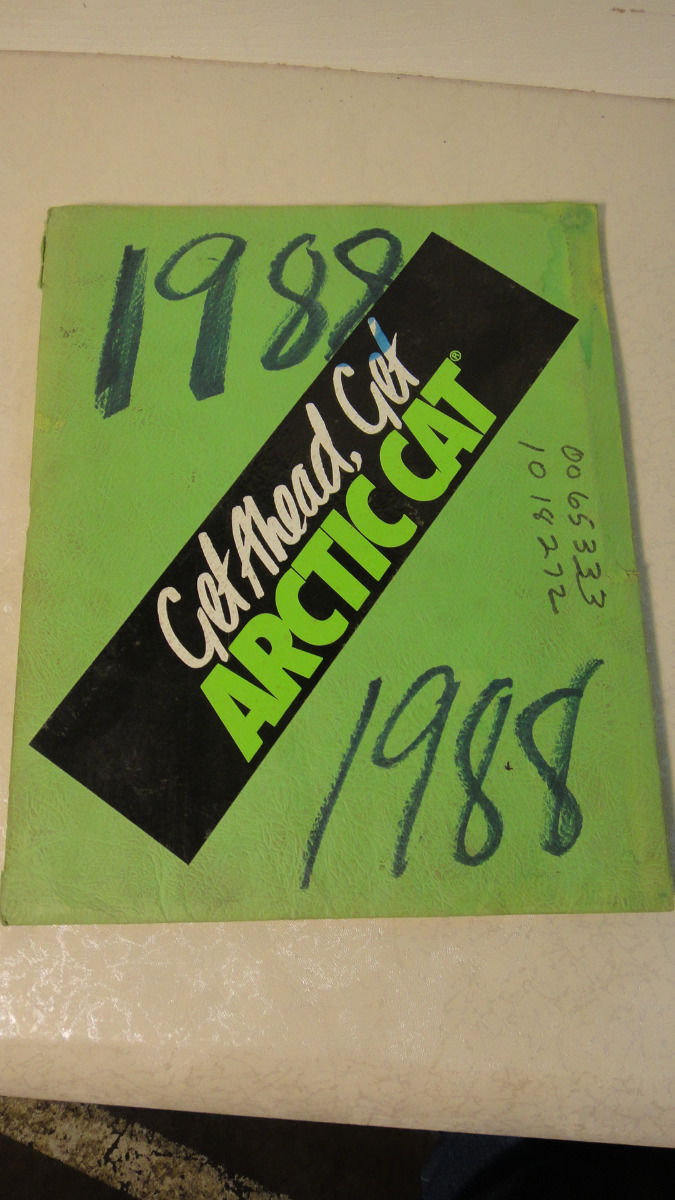 1988
Get Ahead, Get
ARCTIC CAT®
0065333
1018272
1988